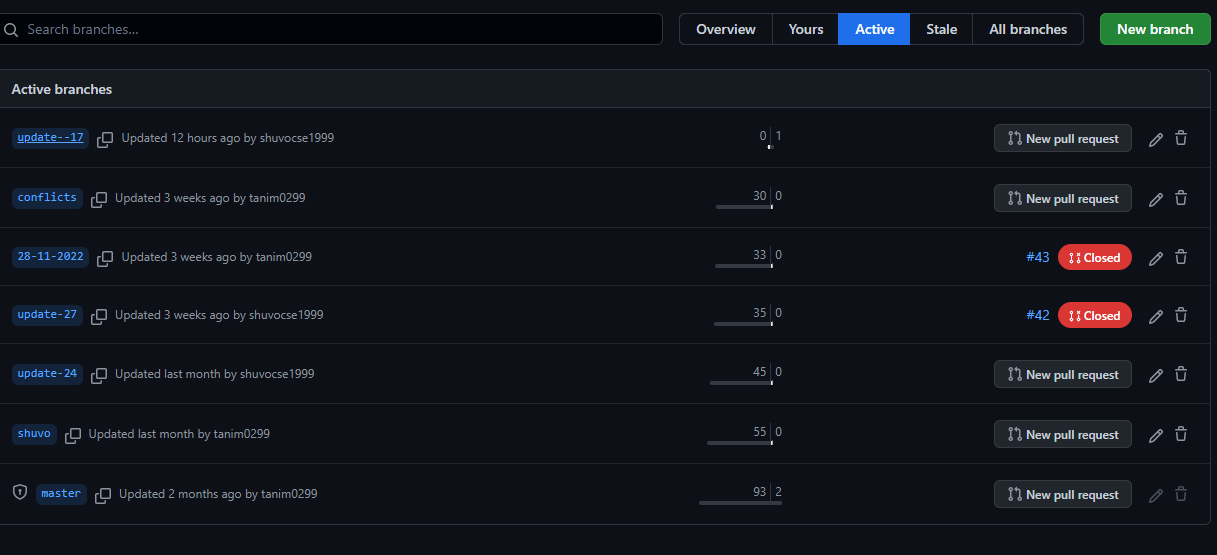 Search branches...
Overview Yours Active Stale All branches New branch
Active branches
update--17 Updated 12 hours ago by shuvocse1999 0 1 New pull request
conflicts Updated 3 weeks ago by tanim0299 30 0 New pull request
28-11-2022 Updated 3 weeks ago by tanim0299 33 0 #43 Closed
update-27 Updated 3 weeks ago by shuvocse1999 35 0 #42 Closed
update-24 Updated last month by shuvocse1999 45 0 New pull request
shuvo Updated last month by tanim0299 55 0 New pull request
master Updated 2 months ago by tanim0299 93 2 New pull request